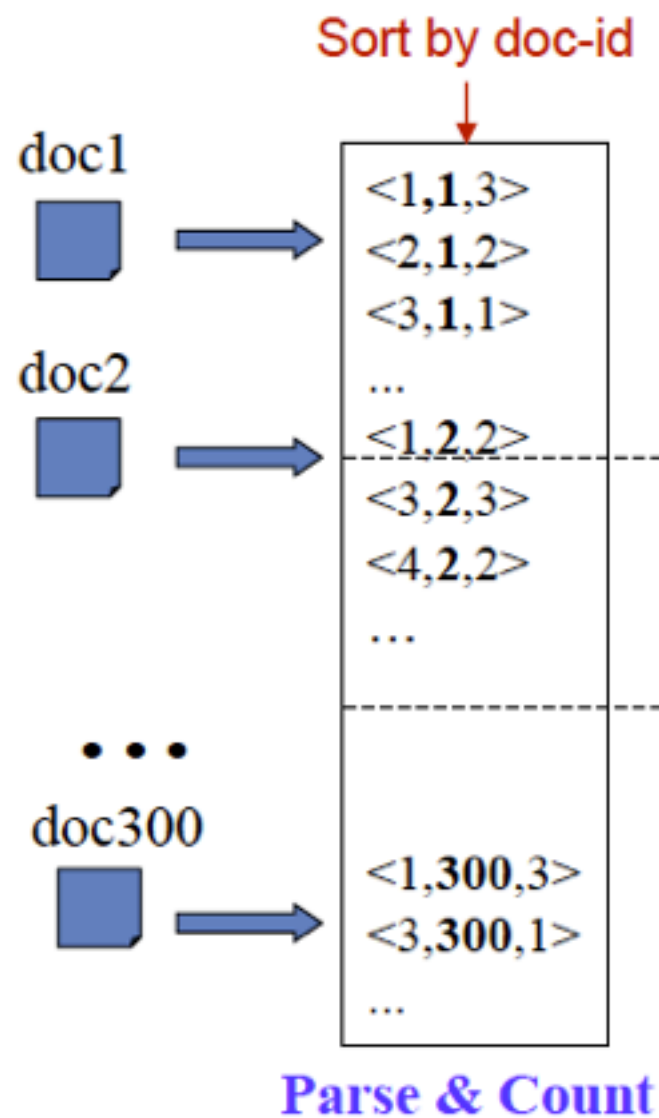 Sort by doc-id
doc1
<1,1,3>
<2,1,2>
<3,1,1>
...
doc2
<1,2,2>
<3,2,3>
<4,2,2>
...
...
doc300
<1,300,3>
<3,300,1>
...
Parse & Count